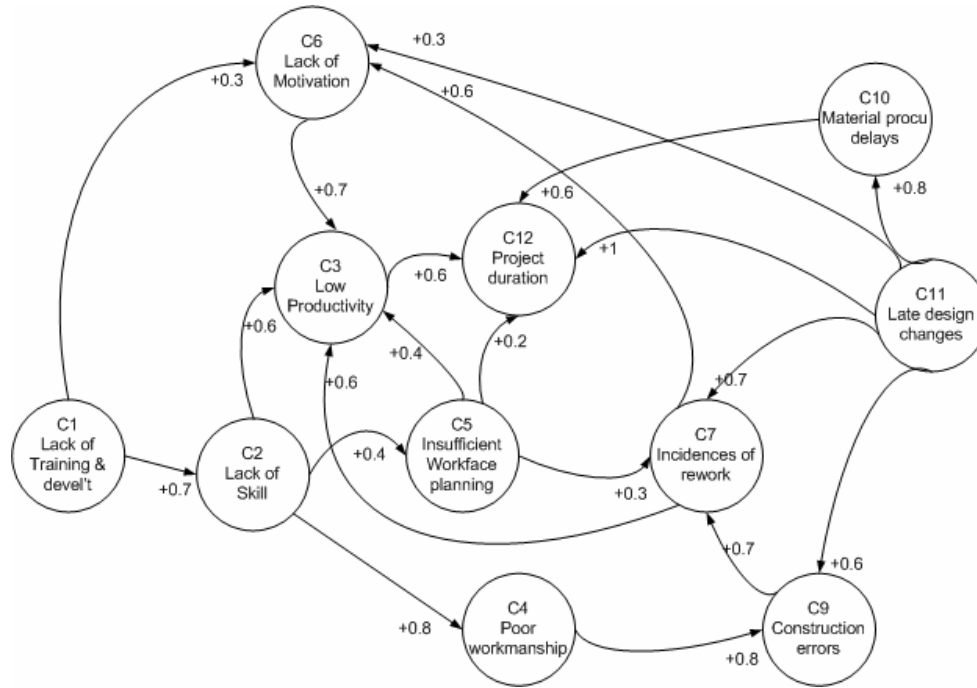 C6
Lack of
Motivation
+0.3
+0.3
+0.6
C10
Material procu
delays
+0.8
+0.7
+0.6
C12
Project
duration
+1
C3
Low
Productivity
+0.6
C11
Late design
changes
+0.6
+0.4
+0.2
+0.6
+0.7
C1
Lack of
Training &
devel't
+0.7
C2
Lack of
Skill
+0.4
C5
Insufficient
Workface
planning
+0.3
C7
Incidences of
rework
+0.7
+0.6
+0.8
C4
Poor
workmanship
+0.8
C9
Construction
errors